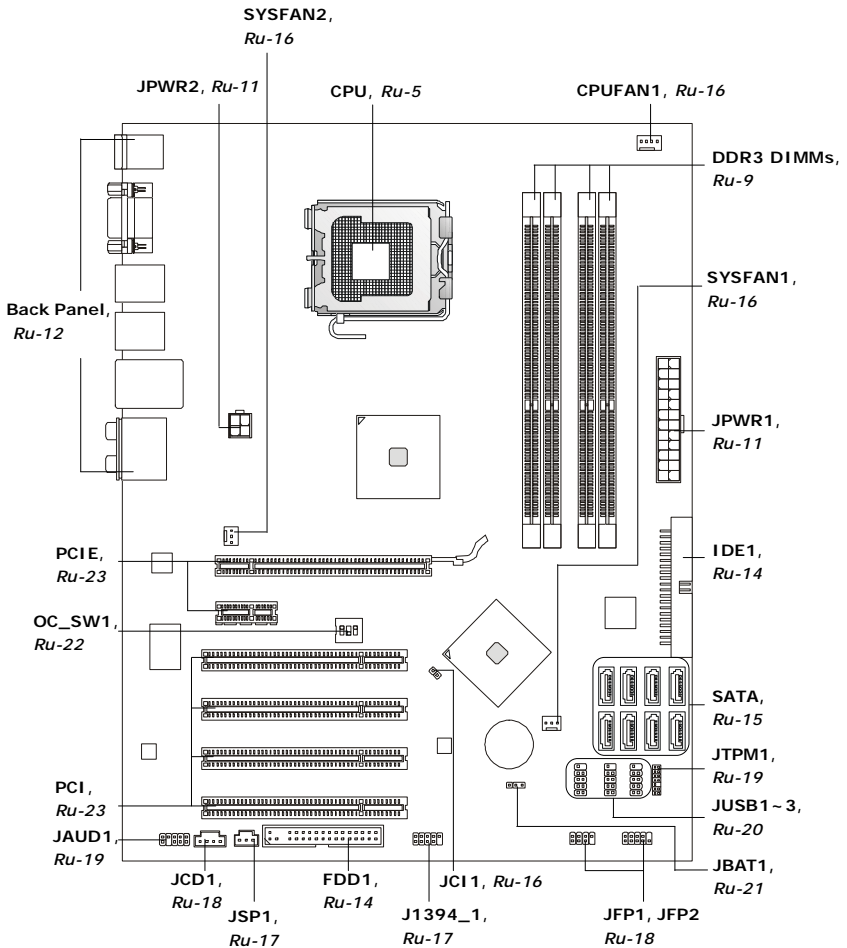 SYSFAN2,
Ru-16
JPWR2, Ru-11
CPU, Ru-5
CPUFAN1, Ru-16
DDR3 DIMMs,
Ru-9
SYSFAN1,
Ru-16
Back Panel,
Ru-12
JPWR1,
Ru-11
PCIE,
Ru-23
IDE1,
Ru-14
OC_SW1,
Ru-22
SATA,
Ru-15
JTPM1,
Ru-19
PCI,
Ru-23
JUSB1~3,
Ru-20
JAUD1,
Ru-19
JBAT1,
Ru-21
JCD1,
Ru-18
JSP1,
Ru-17
FDD1,
Ru-14
J1394_1,
Ru-17
JCI1, Ru-16
JFP1, JFP2
Ru-18